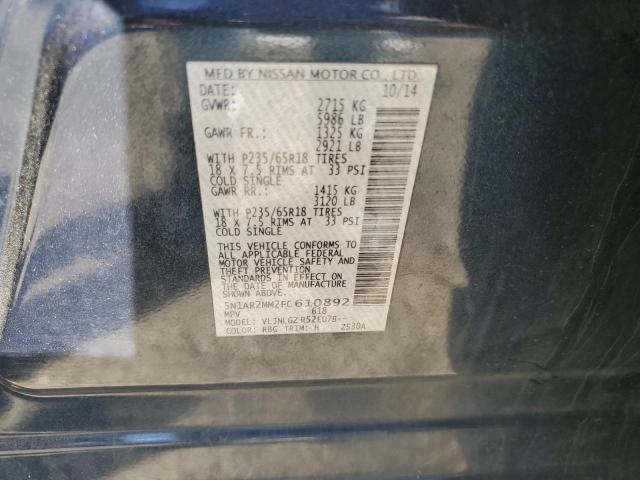 MFD BY NISSAN MOTOR CO., LTD.
DATE: 10/14
GVWR: 2715 KG
5986 LB
GAWR FR.: 1325 KG
2921 LB
WITH P235/65R18 TIRES
18 X 7.5 RIMS AT 33 PSI
COLD SINGLE
GAWR RR.: 1415 KG
3120 LB
WITH P235/65R18 TIRES
18 X 7.5 RIMS AT 33 PSI
COLD SINGLE
THIS VEHICLE CONFORMS TO
ALL APPLICABLE FEDERAL
MOTOR VEHICLE SAFETY AND
THEFT PREVENTION
STANDARDS IN EFFECT ON DATE
SHOWN ABOVE.
5N1AR2MM2FC610892
MPV 618
MODEL: VLJNLGZ R52EU7B--
COLOR: RBG TRIM: H ZS30A